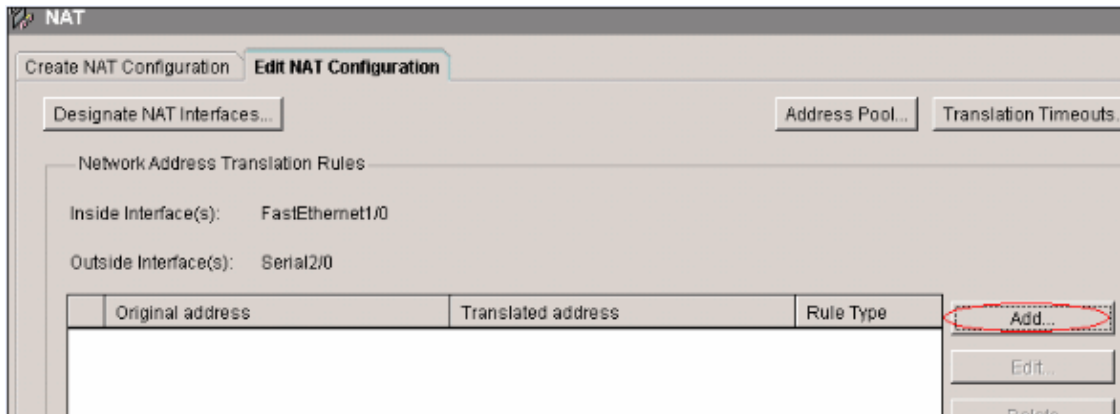 NAT
Create NAT Configuration Edit NAT Configuration
Designate NAT Interfaces... Address Pool... Translation Timeouts.
Network Address Translation Rules
Inside Interface(s): FastEthernet1/0
Outside Interface(s): Serial2/0
Original address Translated address Rule Type
Add...
Edit...
Delete